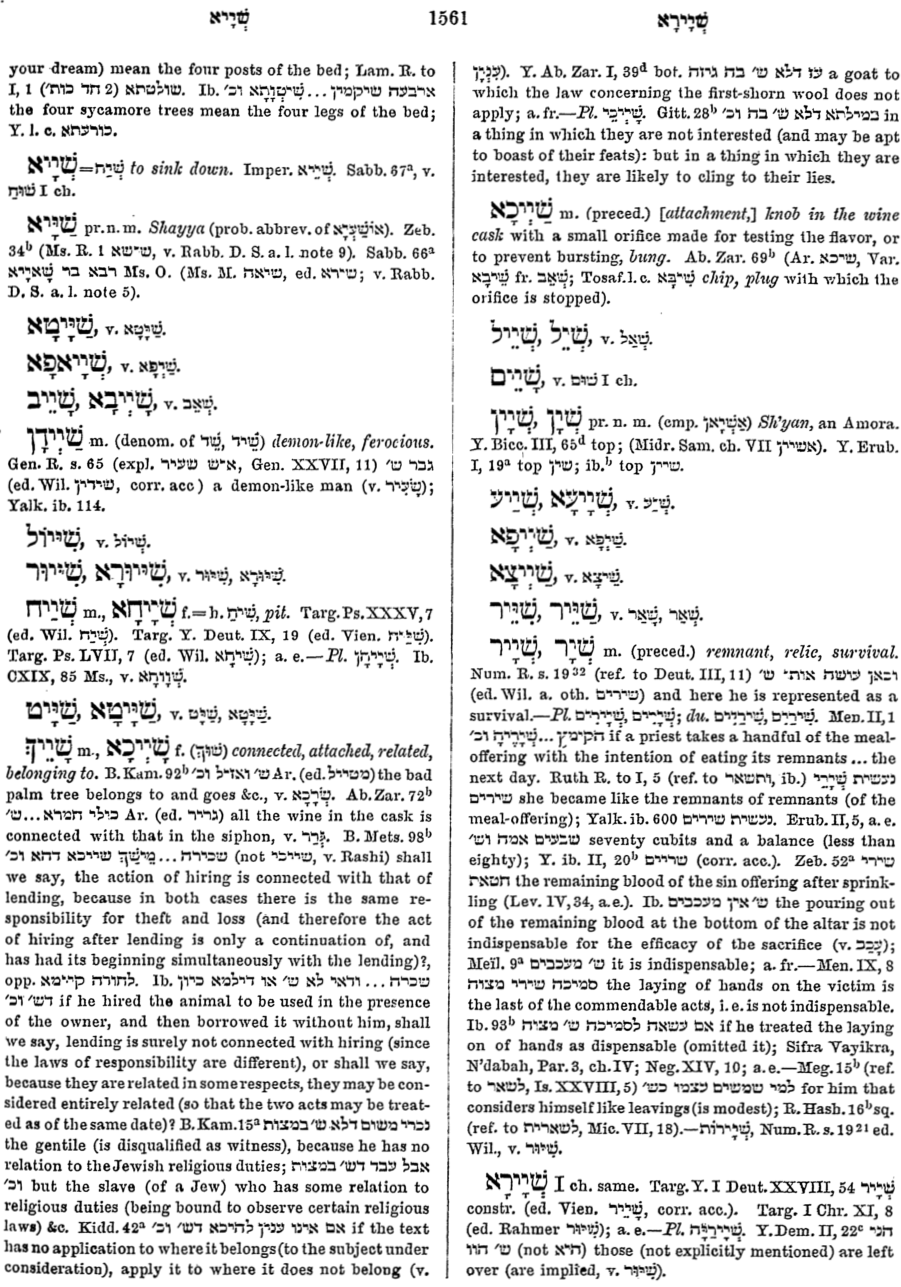 שָׁיָיא 1561 שְׁיָירָא
your dream) mean the four posts of the bed; Lam. R. to
I, 1 (חד כות׳ 2) שולטתא. Ib. ארבעה שיקמין ... שִׁיטְוָתָא וכ׳
the four sycamore trees mean the four legs of the bed;
Y. l. c. כורעתא.
שְׁיָיא=שְׁיַח to sink down. Imper. שְׁיֵיא. Sabb. 67ª, v.
שׁוּחַ I ch.
שַׁיָּיא pr. n. m. Shayya (prob. abbrev. of אוֹשַׁעְיָא). Zeb.
34ᵇ (Ms. R. 1 שישא, v. Rabb. D. S. a. l. note 9). Sabb. 66ª
רבא בר שָׁאיָיא Ms. O. (Ms. M. שיאה, ed. שירא; v. Rabb.
D. S. a. l. note 5).
שַׁיְּיטָא, v. שַׁיָּטָא.
שְׁיָיאפָא, v. שַׁיְפָא.
שָׁיֵיב, שָׁיְיבָא, v. שְׁאֵב.
שֵׁיידָן m. (denom. of שֵׁד, שֵׁיד) demon-like, ferocious.
Gen. R. s. 65 (expl. איש שעיר, Gen. XXVII, 11) גבר ש׳
(ed. Wil. שידין, corr. acc) a demon-like man (v. שָׂעִיר);
Yalk. ib. 114.
שִׁיּוֹול, v. שְׁיוֹל.
שִׁיּוּור, שִׁיּוּורָא, v. שִׁיּוּר, שִׁיּוּרָא.
שְׁיַיח m., שְׁיָיחָא f.=h. שִׁיחַ, pit. Targ. Ps. XXXV, 7
(ed. Wil. שְׁיַח). Targ. Y. Deut. IX, 19 (ed. Vien. שַׁיִּיח).
Targ. Ps. LVII, 7 (ed. Wil. שִׁיחָא); a. e.—Pl. שְׁיָיחָן. Ib.
CXIX, 85 Ms., v. שְׁוָוחָא.
שַׁיָּיט, שַׁיָּיטָא, v. שַׁיָּט, שַׁיָּטָא.
שַׁיֵּיךְ m., שַׁיְיכָא f. (שׁוּךְ) connected, attached, related,
belonging to. B. Kam. 92ᵇ ש׳ ואזיל וכ׳ Ar. (ed. מטייל) the bad
palm tree belongs to and goes &c., v. שְׁרָכָא. Ab. Zar. 72ᵇ
כולי חמרא...ש׳ Ar. (ed. גריר) all the wine in the cask is
connected with that in the siphon, v. גְּרַר. B. Mets. 98ᵇ
שכירה ... מִישַּׁךְ שייכא דהא וכ׳ (not שייכי, v. Rashi) shall
we say, the action of hiring is connected with that of
lending, because in both cases there is the same re-
sponsibility for theft and loss (and therefore the act
of hiring after lending is only a continuation of, and
has had its beginning simultaneously with the lending)?,
opp. לחורה קיימא. Ib. שכרה ... ודאי לא ש׳ או דילמא כיון
דש׳ וכ׳ if he hired the animal to be used in the presence
of the owner, and then borrowed it without him, shall
we say, lending is surely not connected with hiring (since
the laws of responsibility are different), or shall we say,
because they are related in some respects, they may be con-
sidered entirely related (so that the two acts may be treat-
ed as of the same date)? B. Kam. 15ª נכרי משום דלא ש׳ במצות
the gentile (is disqualified as witness), because he has no
relation to the Jewish religious duties; אבל עבד דש׳ במצות
וכ׳ but the slave (of a Jew) who has some relation to
religious duties (being bound to observe certain religious
laws) &c. Kidd. 42ª אם אינו ענין להיכא דש׳ וכ׳ if the text
has no application to where it belongs (to the subject under
consideration), apply it to where it does not belong (v.
עִנְיָן). Y. Ab. Zar. I, 39ᵈ bot. עז דלא ש׳ בה גיזה a goat to
which the law concerning the first-shorn wool does not
apply; a. fr.—Pl. שַׁיְּיכֵי. Gitt. 28ᵇ במילתא דלא ש׳ בה וכ׳ in
a thing in which they are not interested (and may be apt
to boast of their feats): but in a thing in which they are
interested, they are likely to cling to their lies.
שַׁיְיכָא m. (preced.) [attachment,] knob in the wine
cask with a small orifice made for testing the flavor, or
to prevent bursting, bung. Ab. Zar. 69ᵇ (Ar. שיכא, Var.
שֵׁיבָא fr. שְׁאֵב; Tosaf. l. c. שִׁיבָּא chip, plug with which the
orifice is stopped).
שְׁיֵיל, שְׁיֵל, v. שְׁאַל.
שְׁיֵים, v. שׂוּם I ch.
שְׁיָין, שְׁיָן pr. n. m. (cmp. אִשְׁיָאן) Sh'yan, an Amora.
Y. Bicc. III, 65ᵈ top; (Midr. Sam. ch. VII אשיין). Y. Erub.
I, 19ª top שין; ib.ᵇ top שיין.
שְׁיַיע, שְׁיָיעָא, v. שְׁיַע.
שַׁיְיפָא, v. שַׁיְפָא.
שַׁיְיצָא, v. שֵׁיצָא.
שַׁיֵּיר, שְׁיֵיר, v. שָׁאַר, שְׁאַר.
שְׁיָיר, שְׁיָר m. (preced.) remnant, relic, survival.
Num. R. s. 19³² (ref. to Deut. III, 11) וכאן עושה אותו ש׳
(ed. Wil. a. oth. שירים) and here he is represented as a
survival.—Pl. שְׁיָירִים, שְׁיָרִים; du. שִׁירַיִם, שִׁירָיִים. Men. II, 1
הקומץ ... שְׁיָרֶיהָ וכ׳ if a priest takes a handful of the meal-
offering with the intention of eating its remnants ... the
next day. Ruth R. to I, 5 (ref. to ותשאר, ib.) נעשית שְׁיָרֵי
שירים she became like the remnants of remnants (of the
meal-offering); Yalk. ib. 600 נעשית שירים. Erub. II, 5, a. e.
שבעים אמה וש׳ seventy cubits and a balance (less than
eighty); Y. ib. II, 20ᵇ שריים (corr. acc.). Zeb. 52ª שירי
חטאת the remaining blood of the sin offering after sprink-
ling (Lev. IV, 34, a. e.). Ib. ש׳ אין מעכבים the pouring out
of the remaining blood at the bottom of the altar is not
indispensable for the efficacy of the sacrifice (v. עָכַב);
Meïl. 9ª ש׳ מעכבים it is indispensable; a. fr.—Men. IX, 8
סמיכה שירי מצוה the laying of hands on the victim is
the last of the commendable acts, i. e. is not indispensable.
Ib. 93ᵇ אם עשאה לסמיכה ש׳ מצוה if he treated the laying
on of hands as dispensable (omitted it); Sifra Vayikra,
N'dabah, Par. 3, ch. IV; Neg. XIV, 10; a. e.—Meg. 15ᵇ (ref.
to לשאר, Is. XXVIII, 5) למי שמשים עצמו כש׳ for him that
considers himself like leavings (is modest); R. Hash. 16ᵇ sq.
(ref. to לשארית, Mic. VII, 18).—שְׁיָירוֹת, Num. R. s. 19²¹ ed.
Wil., v. שִׁיּוּר.
שְׁיָירָא I ch. same. Targ. Y. I Deut. XXVIII, 54 שְׁיָיר
constr. (ed. Vien. שַׁיֵּיר, corr. acc.). Targ. I Chr. XI, 8
(ed. Rahmer שִׁיּוּר); a. e.—Pl. שְׁיָירַיָּא. Y. Dem. II, 22ᶜ הני
ש׳ הוו (not היא) those (not explicitly mentioned) are left
over (are implied, v. שִׁיּוּר).